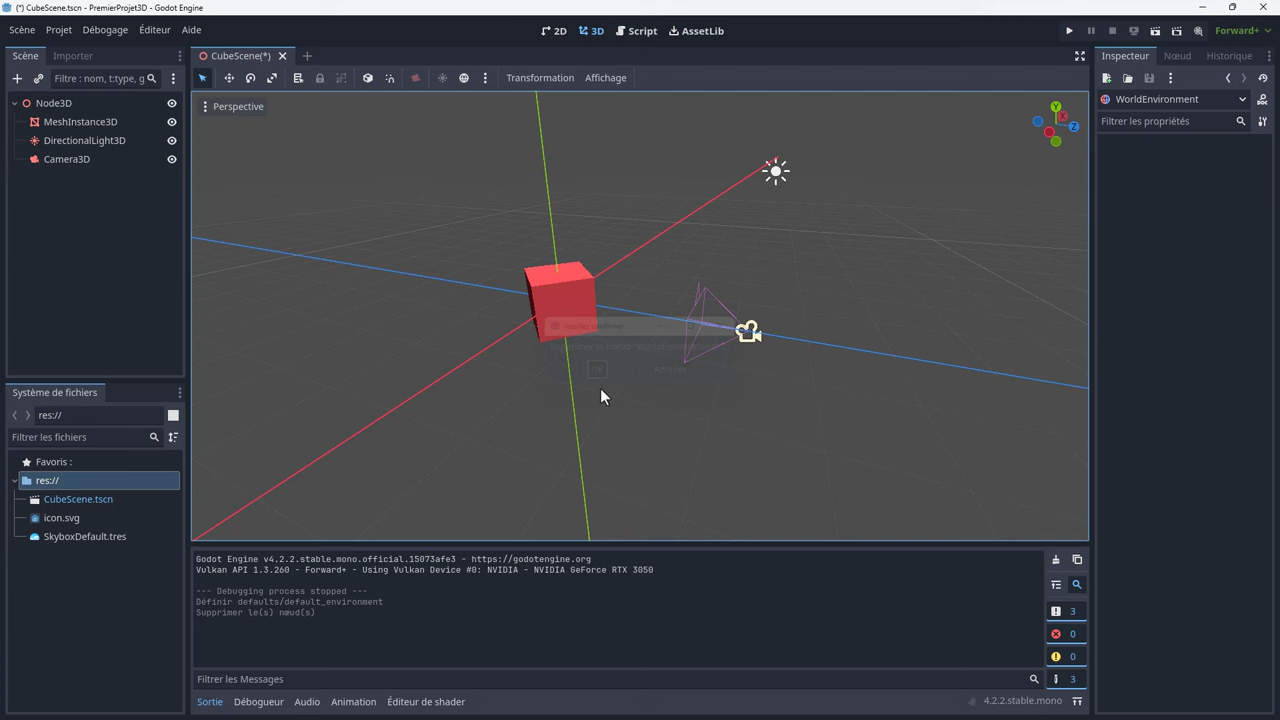 (*) CubeScene.tscn - PremierProjet3D - Godot Engine
Scène Projet Débogage Éditeur Aide
2D 3D Script AssetLib
Forward+
Scène Importer
CubeScene(*)
Inspecteur Nœud Historique
Filtre : nom, t:type, g
Transformation Affichage
Node3D
MeshInstance3D
DirectionalLight3D
Camera3D
Perspective
Y
X
Z
WorldEnvironment
Filtrer les propriétés
Veuillez confirmer...
OK Annuler
Système de fichiers
res://
Filtrer les fichiers
Favoris :
res://
CubeScene.tscn
icon.svg
SkyboxDefault.tres
Godot Engine v4.2.2.stable.mono.official.15073afe3 - https://godotengine.org
Vulkan API 1.3.260 - Forward+ - Using Vulkan Device #0: NVIDIA - NVIDIA GeForce RTX 3050
--- Debugging process stopped ---
Définir defaults/default_environment
Supprimer le(s) nœud(s)
3
0
0
3
Filtrer les Messages
Sortie Débogueur Audio Animation Éditeur de shader
4.2.2.stable.mono